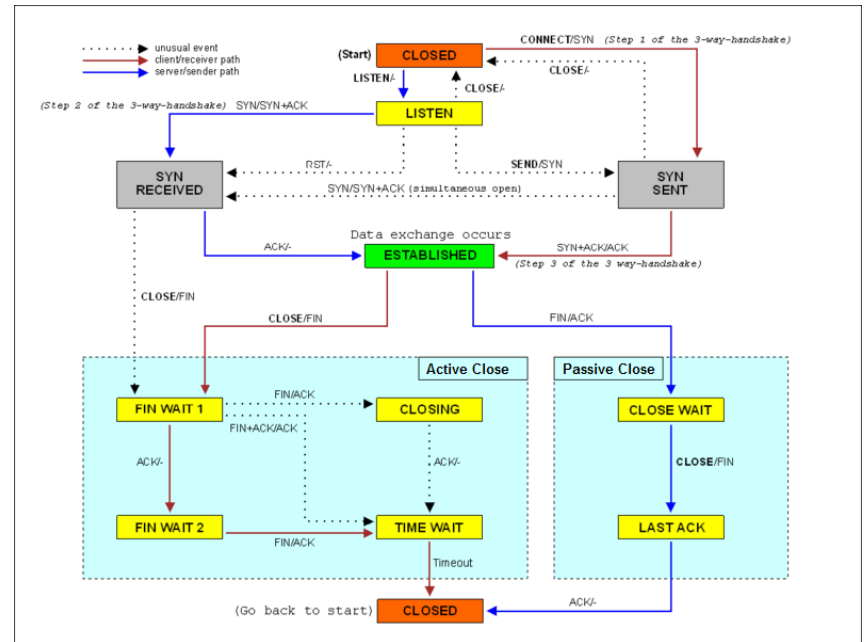 unusual event
client/receiver path
server/sender path
(Start)
CLOSED
CONNECT/SYN (Step 1 of the 3-way-handshake)
CLOSE/-
LISTEN/-
CLOSE/-
(Step 2 of the 3-way-handshake) SYN/SYN+ACK
LISTEN
RST/-
SEND/SYN
SYN
RECEIVED
SYN
SENT
SYN/SYN+ACK (simultaneous open)
Data exchange occurs
ACK/-
ESTABLISHED
SYN+ACK/ACK
(Step 3 of the 3 way-handshake)
CLOSE/FIN
CLOSE/FIN
FIN/ACK
Active Close
Passive Close
FIN WAIT 1
FIN/ACK
CLOSING
CLOSE WAIT
FIN+ACK/ACK
ACK/-
ACK/-
CLOSE/FIN
FIN WAIT 2
FIN/ACK
TIME WAIT
LAST ACK
Timeout
(Go back to start)
CLOSED
ACK/-